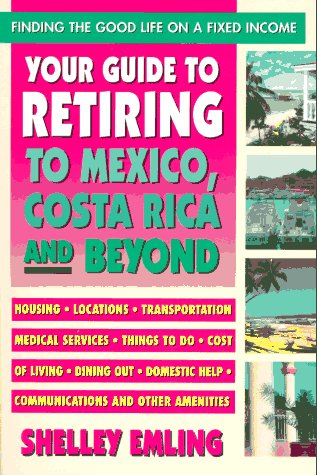 FINDING THE GOOD LIFE ON A FIXED INCOME
YOUR GUIDE TO
RETIRING
TO MEXICO,
COSTA RICA
AND BEYOND
HOUSING • LOCATIONS • TRANSPORTATION
MEDICAL SERVICES • THINGS TO DO • COST
OF LIVING • DINING OUT • DOMESTIC HELP •
COMMUNICATIONS AND OTHER AMENITIES
SHELLEY EMLING